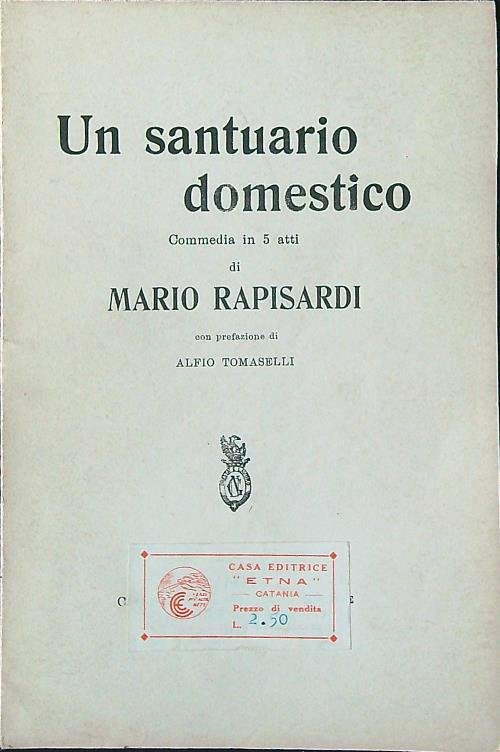 Un santuario
domestico
Commedia in 5 atti
di
MARIO RAPISARDI
con prefazione di
ALFIO TOMASELLI
CASA EDITRICE
"ETNA"
— CATANIA —
Prezzo di vendita
L. 2.50